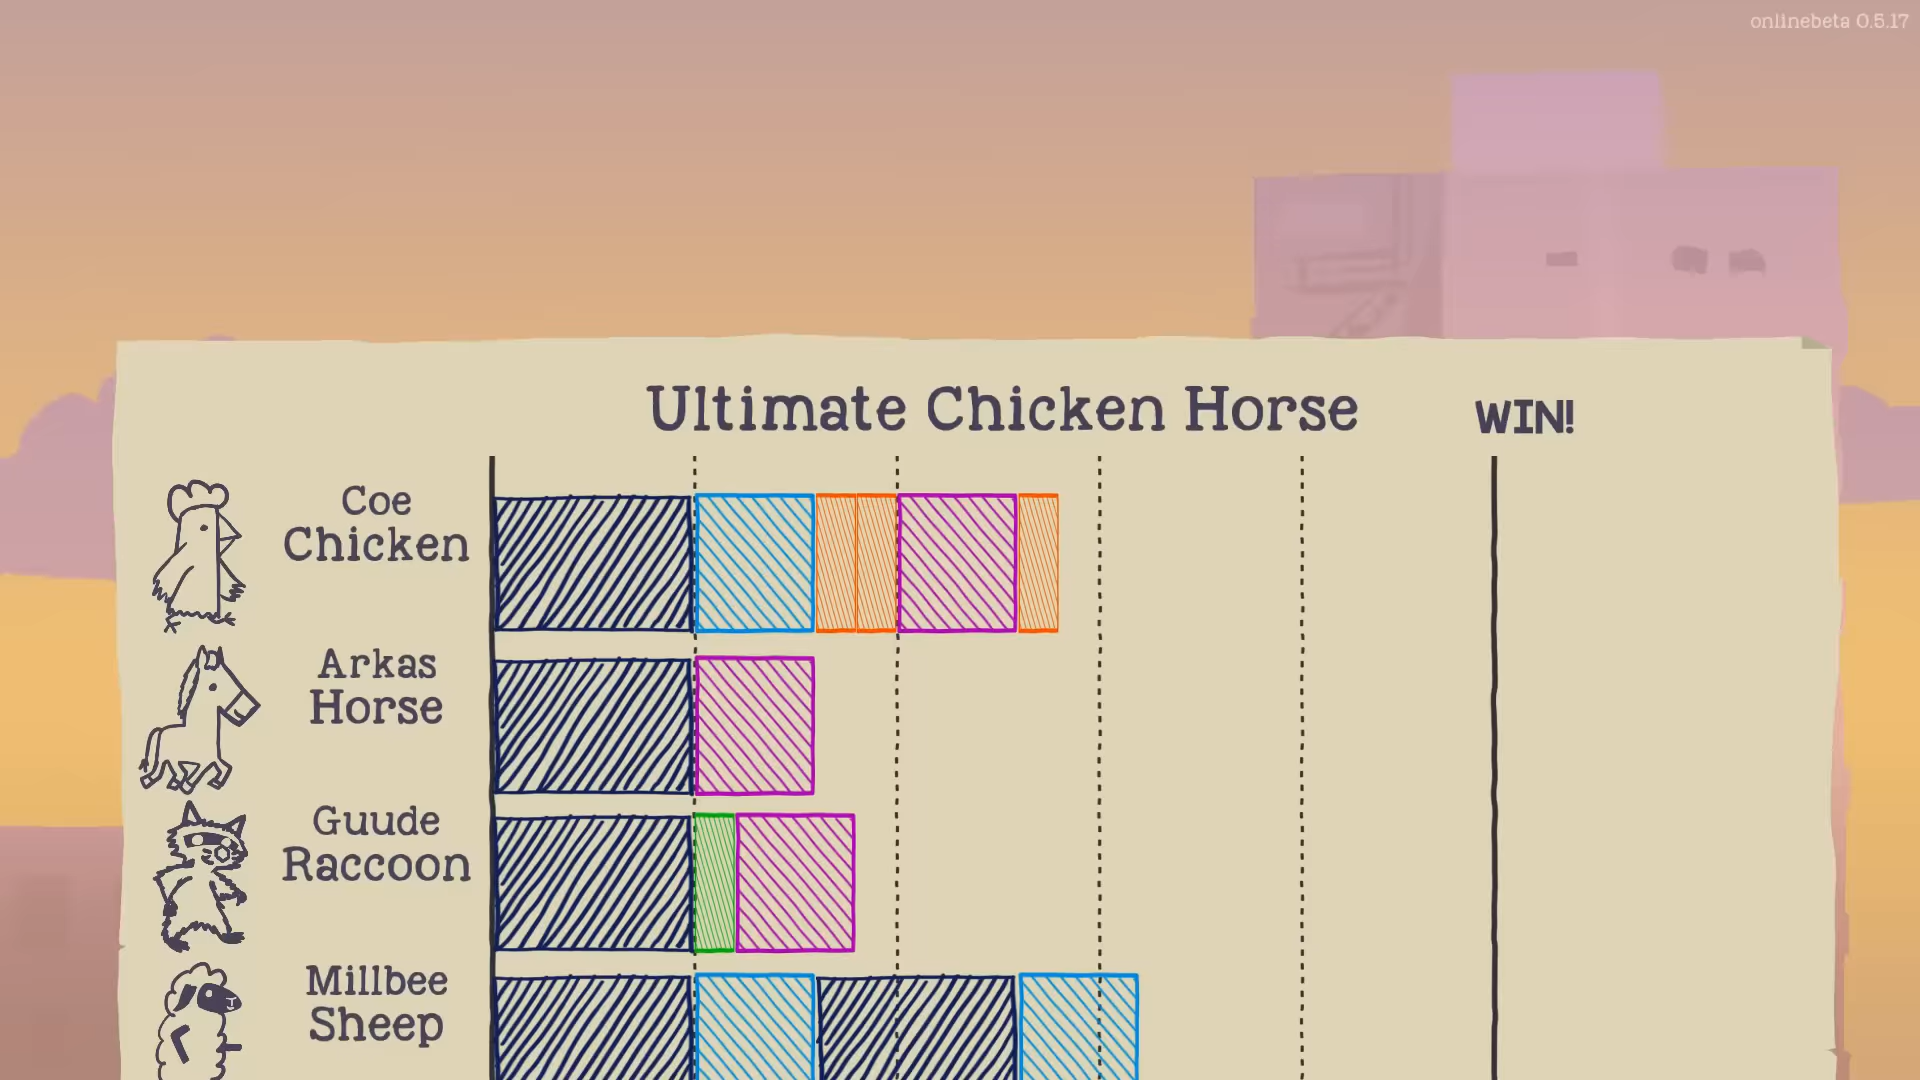 onlinebeta 0.5.17
Ultimate Chicken Horse
WIN!
Coe
Chicken
Arkas
Horse
Guude
Raccoon
Millbee
Sheep